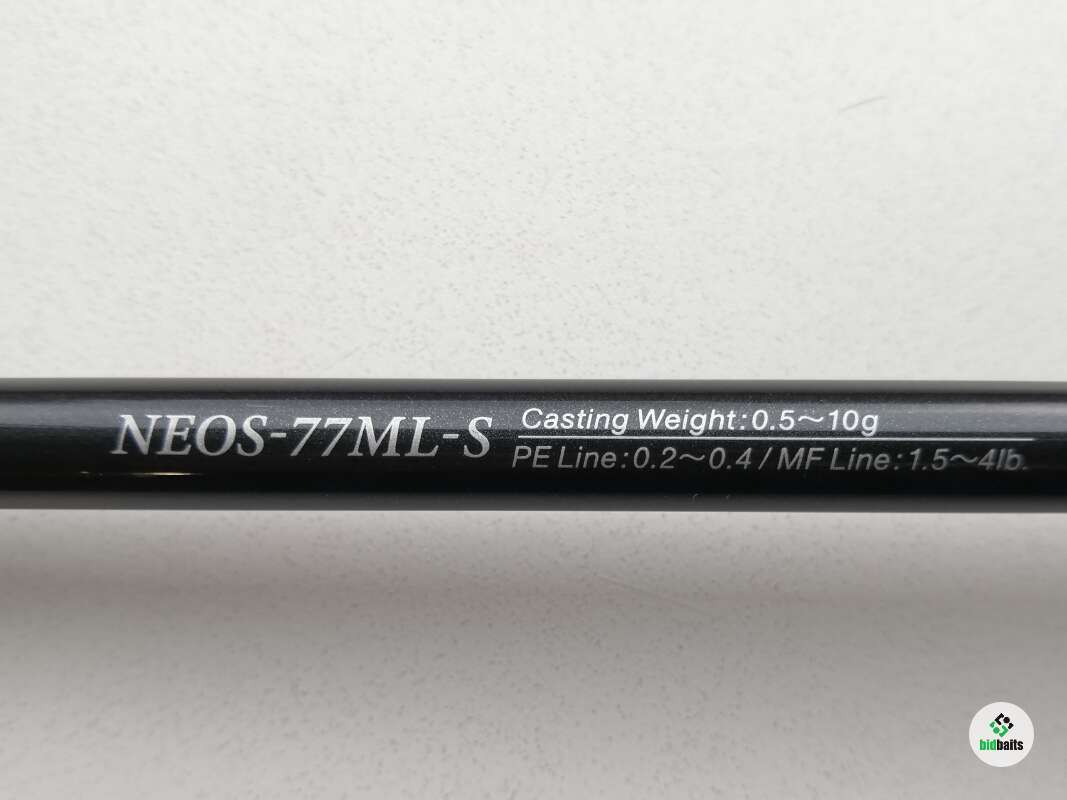 NEOS-77ML-S
Casting Weight:0.5～10g
PE Line:0.2～0.4 / MF Line:1.5～4lb.
bidbaits